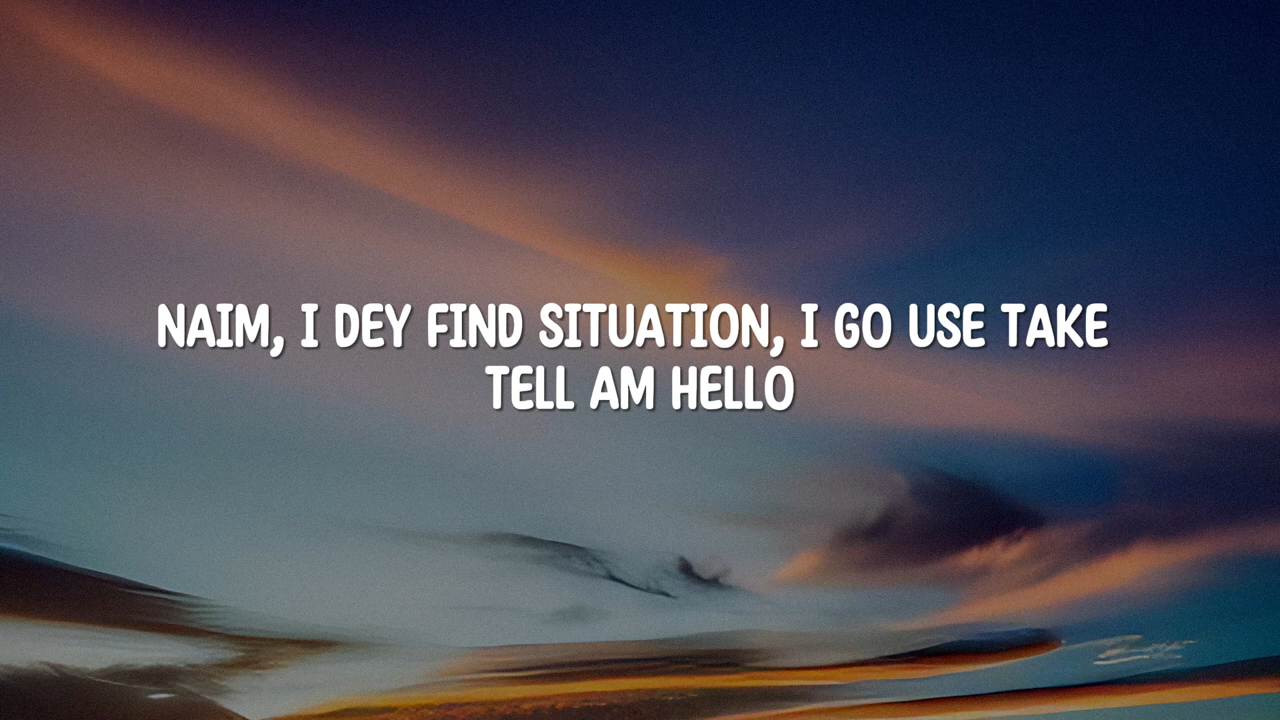 NAIM, I DEY FIND SITUATION, I GO USE TAKE
TELL AM HELLO